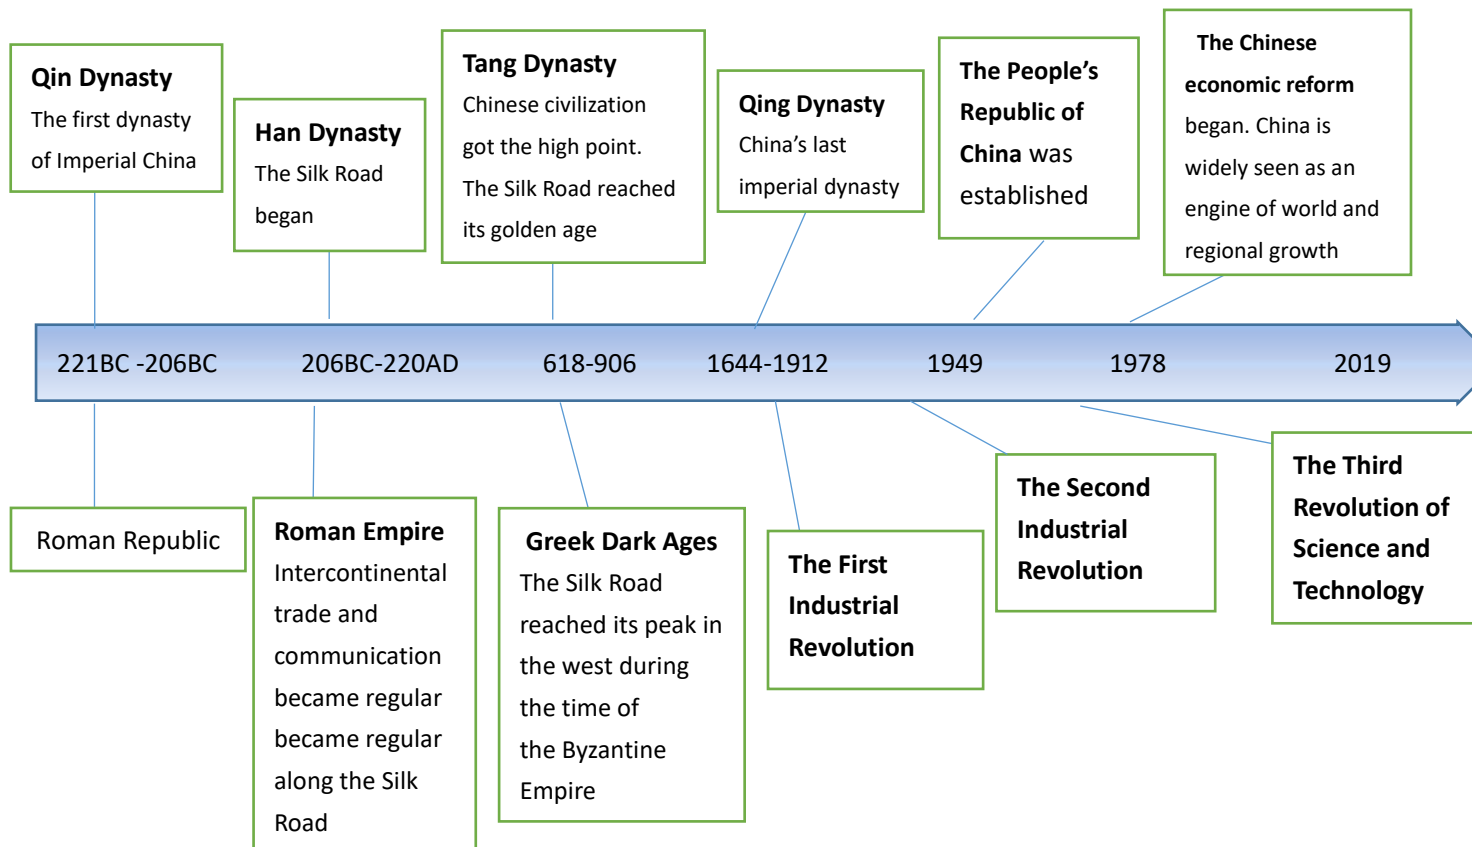 Qin Dynasty
The first dynasty
of Imperial China
Han Dynasty
The Silk Road
began
Tang Dynasty
Chinese civilization
got the high point.
The Silk Road reached
its golden age
Qing Dynasty
China’s last
imperial dynasty
The People’s
Republic of
China was
established
The Chinese
economic reform
began. China is
widely seen as an
engine of world and
regional growth
221BC -206BC
206BC-220AD
618-906
1644-1912
1949
1978
2019
Roman Republic
Roman Empire
Intercontinental
trade and
communication
became regular
became regular
along the Silk
Road
Greek Dark Ages
The Silk Road
reached its peak in
the west during
the time of
the Byzantine
Empire
The First
Industrial
Revolution
The Second
Industrial
Revolution
The Third
Revolution of
Science and
Technology